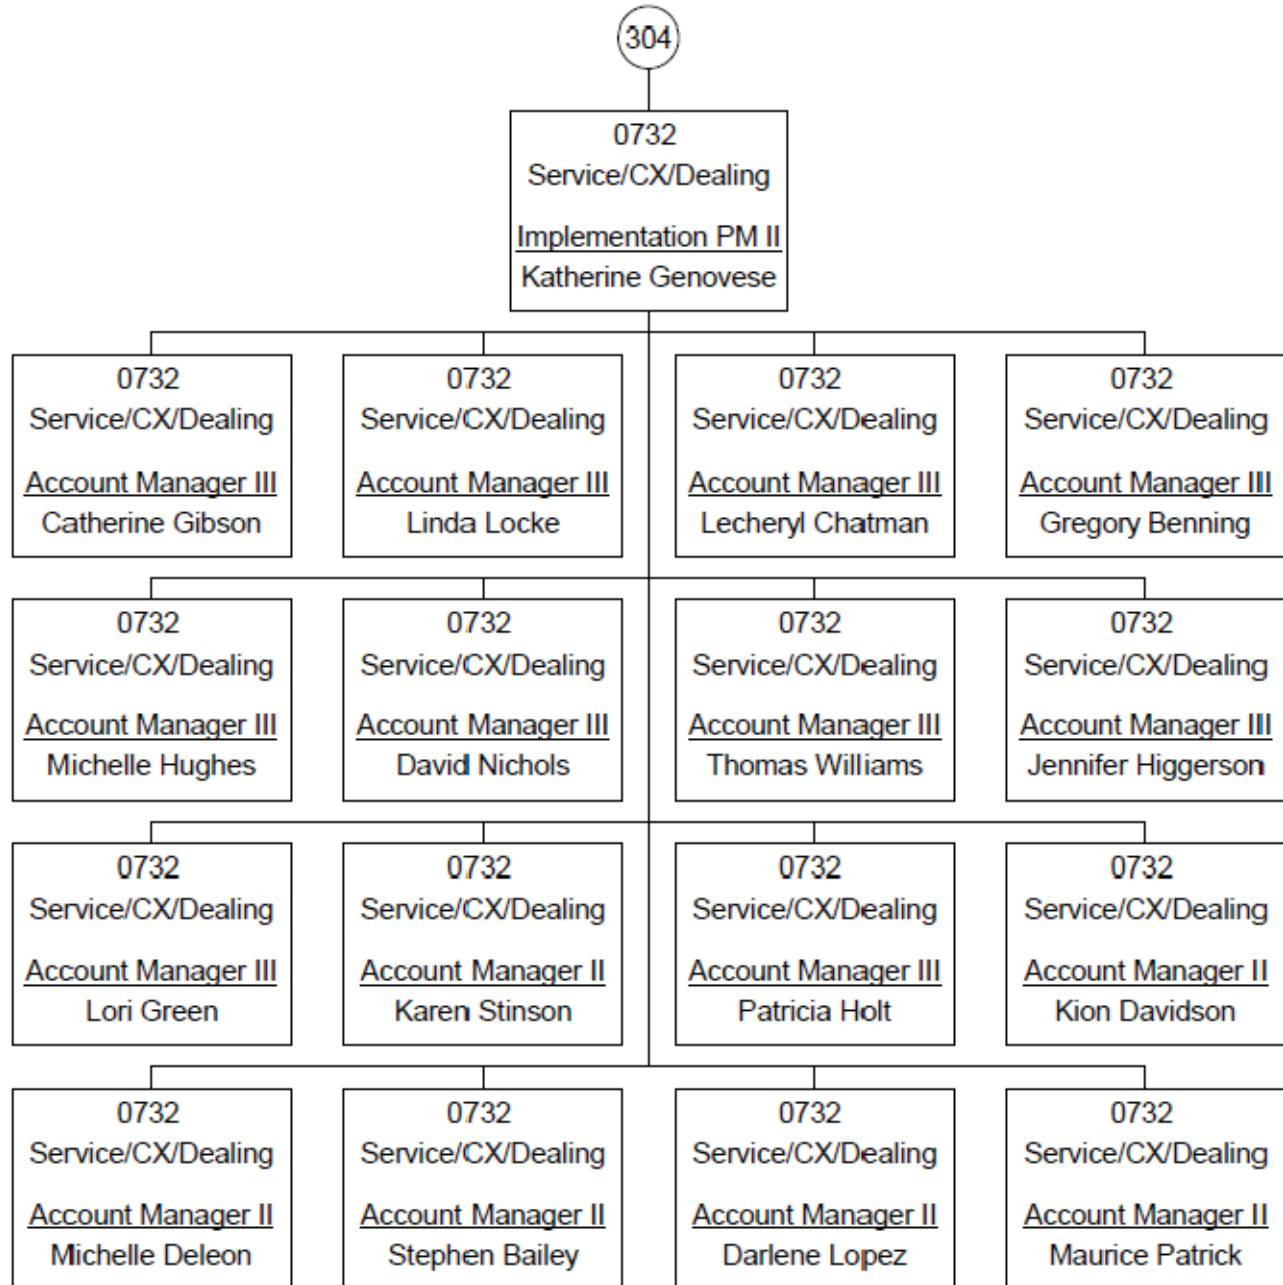 304
0732
Service/CX/Dealing
Implementation PM II
Katherine Genovese
0732
Service/CX/Dealing
Account Manager III
Catherine Gibson
0732
Service/CX/Dealing
Account Manager III
Linda Locke
0732
Service/CX/Dealing
Account Manager III
Lecheryl Chatman
0732
Service/CX/Dealing
Account Manager III
Gregory Benning
0732
Service/CX/Dealing
Account Manager III
Michelle Hughes
0732
Service/CX/Dealing
Account Manager III
David Nichols
0732
Service/CX/Dealing
Account Manager III
Thomas Williams
0732
Service/CX/Dealing
Account Manager III
Jennifer Higgerson
0732
Service/CX/Dealing
Account Manager III
Lori Green
0732
Service/CX/Dealing
Account Manager II
Karen Stinson
0732
Service/CX/Dealing
Account Manager III
Patricia Holt
0732
Service/CX/Dealing
Account Manager II
Kion Davidson
0732
Service/CX/Dealing
Account Manager II
Michelle Deleon
0732
Service/CX/Dealing
Account Manager II
Stephen Bailey
0732
Service/CX/Dealing
Account Manager II
Darlene Lopez
0732
Service/CX/Dealing
Account Manager II
Maurice Patrick